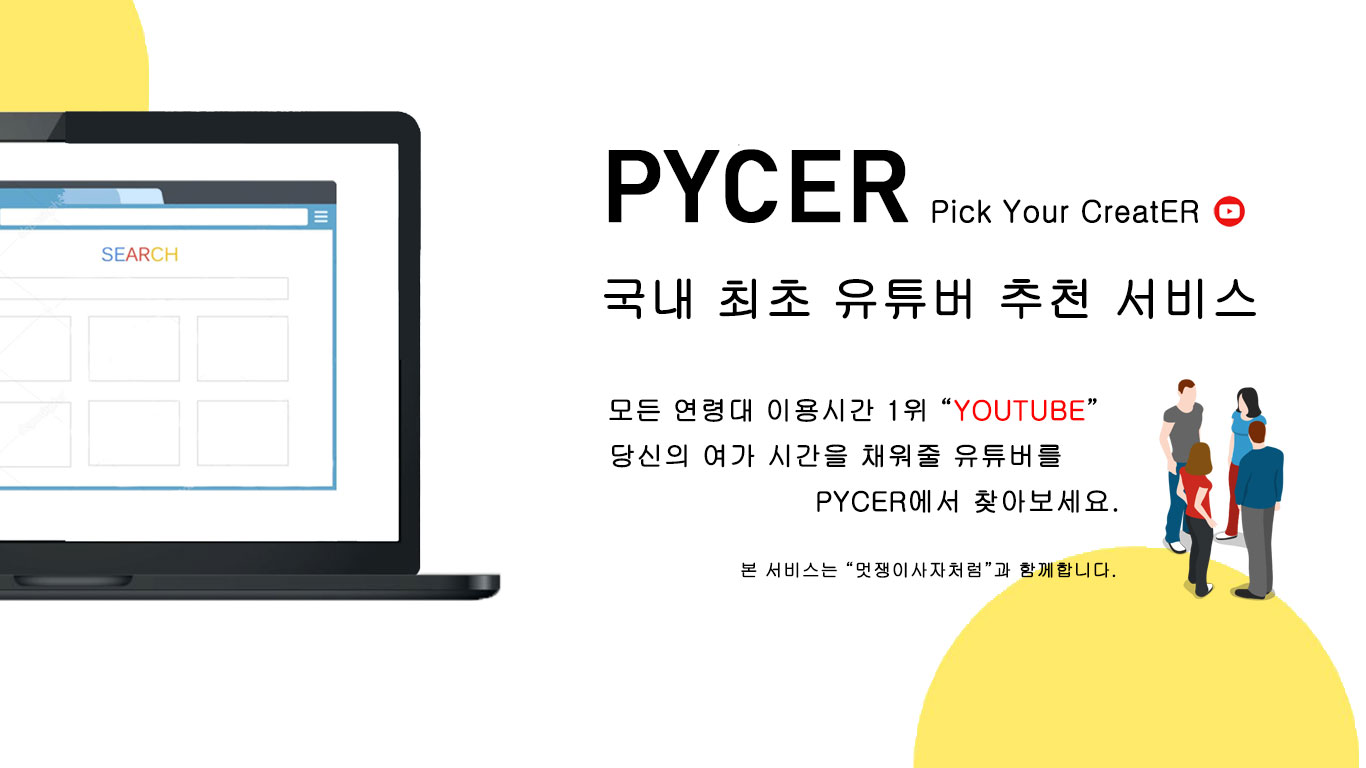 PYCER Pick Your CreatER
국내 최초 유튜버 추천 서비스
SEARCH
모든 연령대 이용시간 1위 “YOUTUBE”
당신의 여가 시간을 채워줄 유튜버를
PYCER에서 찾아보세요.
본 서비스는 “멋쟁이사자처럼”과 함께합니다.